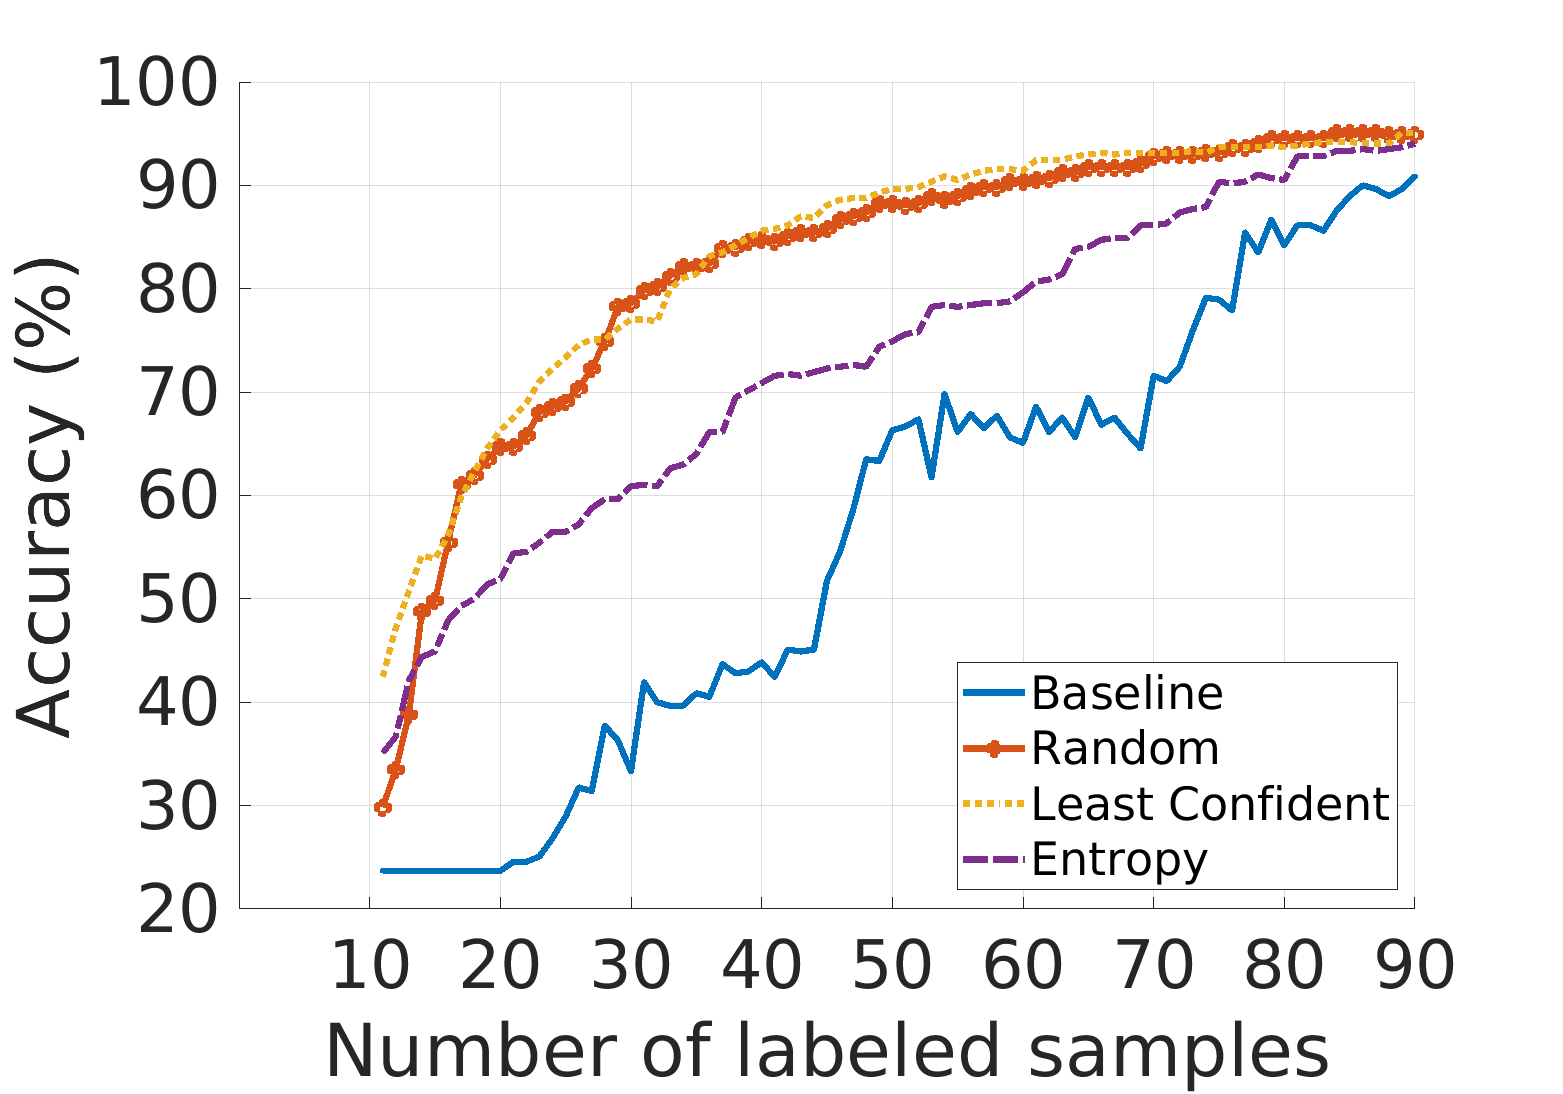 100
90
80
70
60
50
40
30
20
Accuracy (%)
Baseline
Random
Least Confident
Entropy
10 20 30 40 50 60 70 80 90
Number of labeled samples